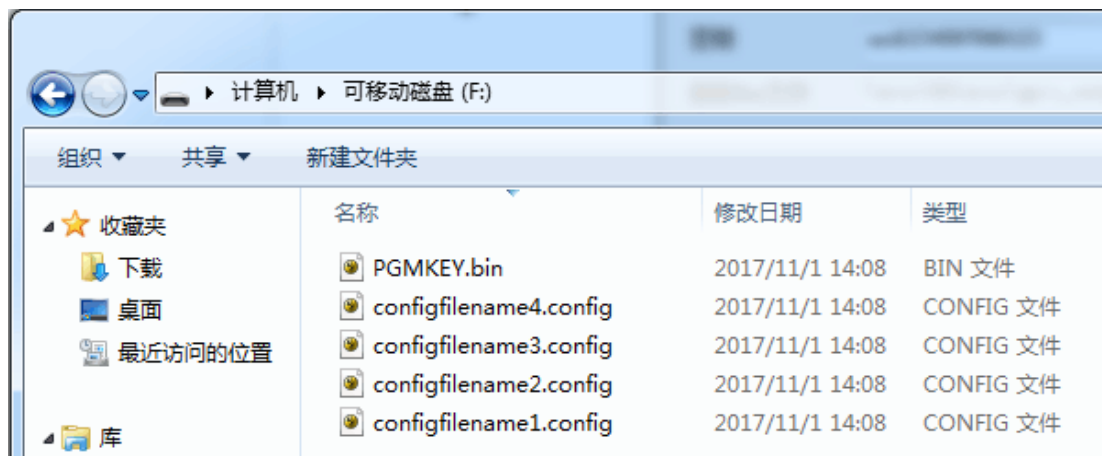 计算机 可移动磁盘 (F:)
组织 共享 新建文件夹
收藏夹
下载
桌面
最近访问的位置
库
名称 修改日期 类型
PGMKEY.bin 2017/11/1 14:08 BIN 文件
configfilename4.config 2017/11/1 14:08 CONFIG 文件
configfilename3.config 2017/11/1 14:08 CONFIG 文件
configfilename2.config 2017/11/1 14:08 CONFIG 文件
configfilename1.config 2017/11/1 14:08 CONFIG 文件